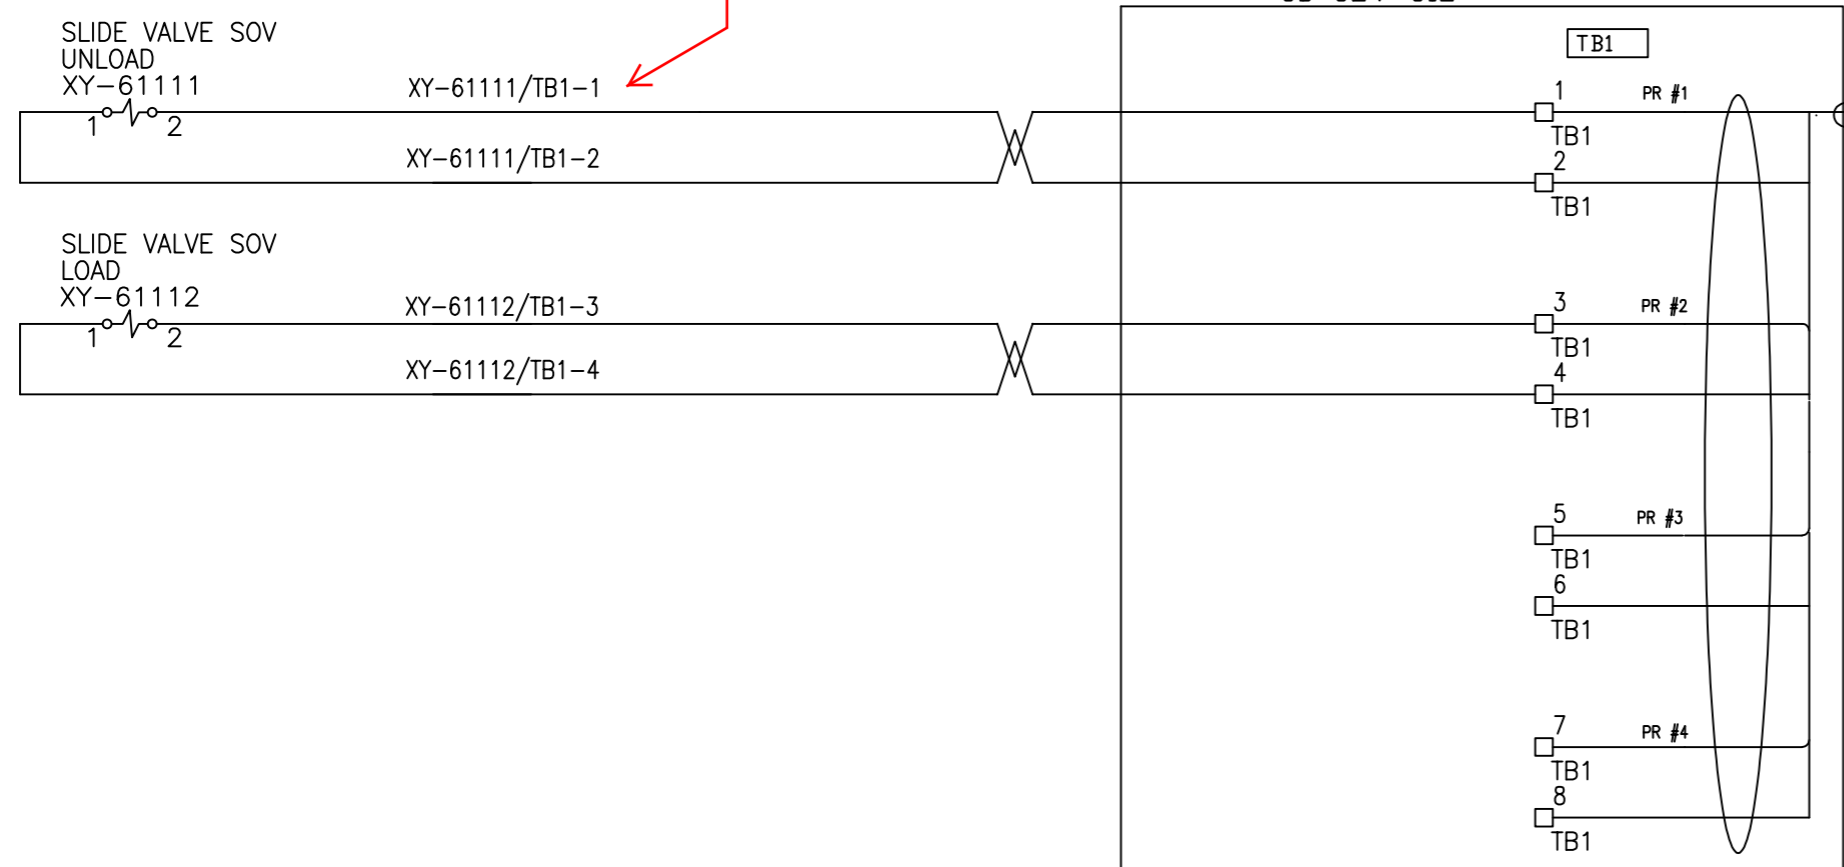 SLIDE VALVE SOV
UNLOAD
XY-61111
1 2
XY-61111/TB1-1
XY-61111/TB1-2
SLIDE VALVE SOV
LOAD
XY-61112
1 2
XY-61112/TB1-3
XY-61112/TB1-4
TB1
1 PR #1
TB1
2
TB1
3 PR #2
TB1
4
TB1
5 PR #3
TB1
6
TB1
7 PR #4
TB1
8
TB1